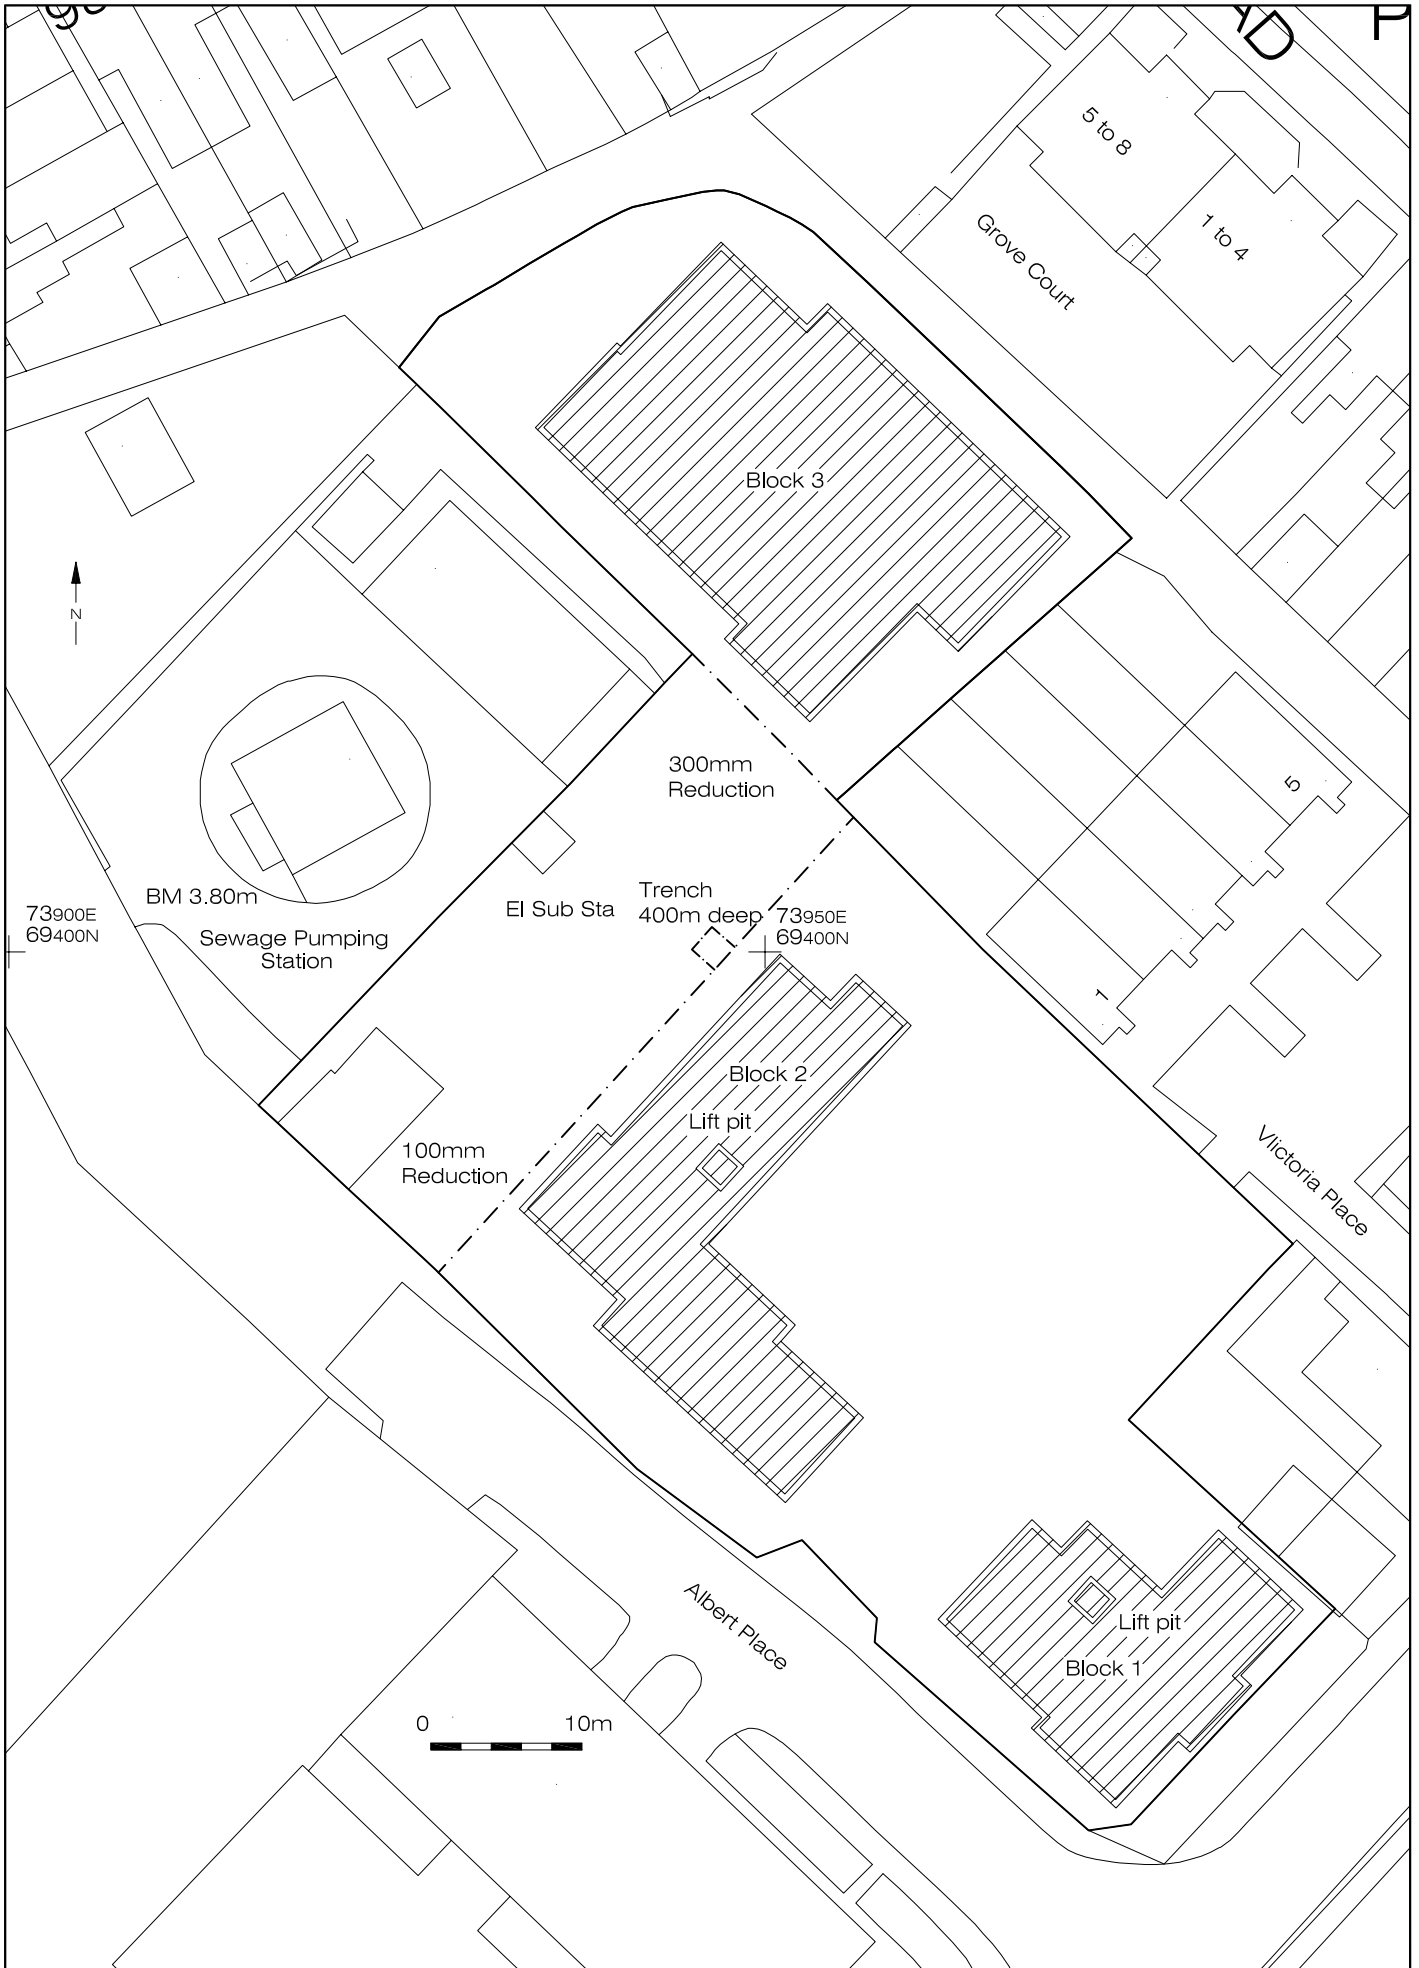 5 to 8
1 to 4
Grove Court
Block 3
N
300mm
Reduction
5
BM 3.80m
El Sub Sta
Trench
400m deep
73900E
69400N
73950E
69400N
Sewage Pumping
Station
1
Block 2
Lift pit
100mm
Reduction
VIictoria Place
Albert Place
Lift pit
Block 1
0 10m